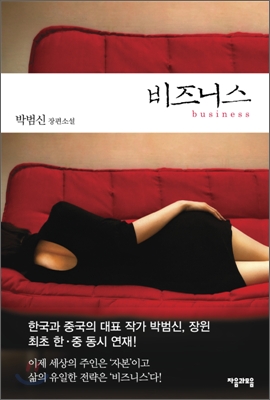 비즈니스
business
박범신 장편소설
한국과 중국의 대표 작가 박범신, 장윈
최초 한·중 동시 연재!
이제 세상의 주인은 ‘자본’이고
삶의 유일한 전략은 ‘비즈니스’다!
자음과모음
yes24